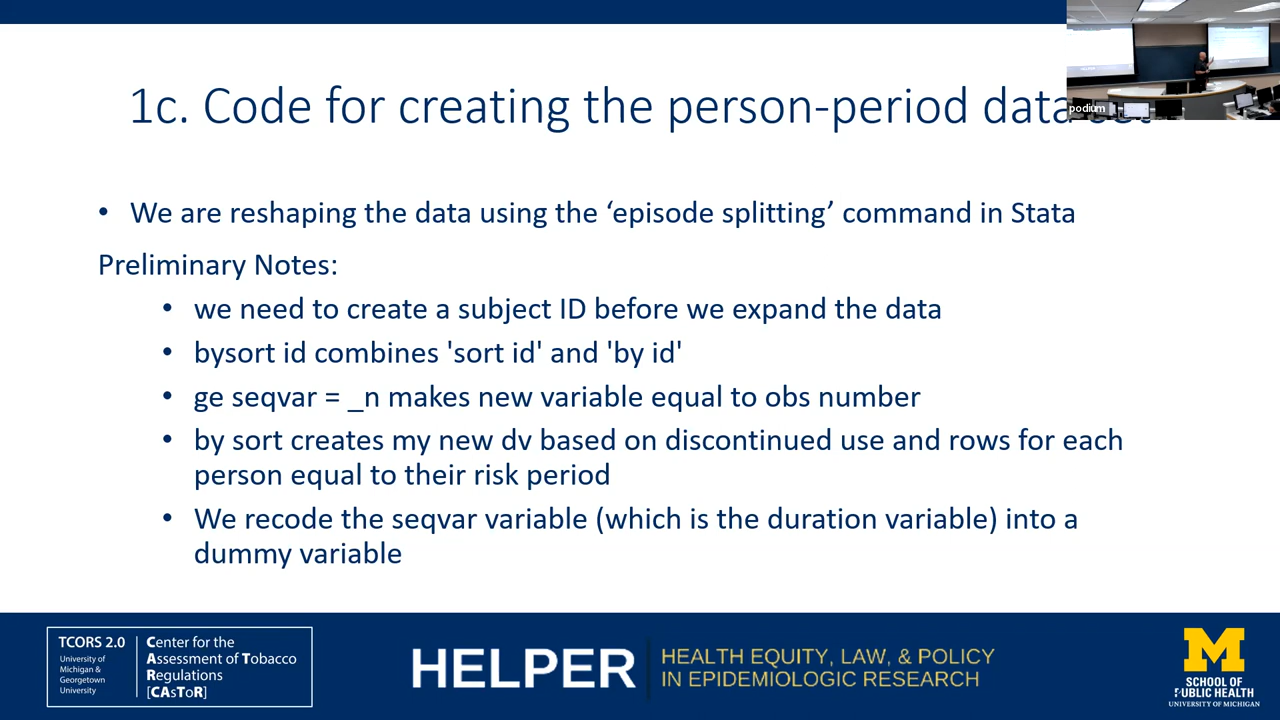 1c. Code for creating the person-period data
podium
• We are reshaping the data using the ‘episode splitting’ command in Stata
Preliminary Notes:
• we need to create a subject ID before we expand the data
• bysort id combines 'sort id' and 'by id'
• ge seqvar = _n makes new variable equal to obs number
• by sort creates my new dv based on discontinued use and rows for each
person equal to their risk period
• We recode the seqvar variable (which is the duration variable) into a
dummy variable
TCORS 2.0
University of
Michigan &
Georgetown
University
Center for the
Assessment of Tobacco
Regulations
[CAsToR]
HELPER
HEALTH EQUITY, LAW, & POLICY
IN EPIDEMIOLOGIC RESEARCH
M
SCHOOL OF
PUBLIC HEALTH
UNIVERSITY OF MICHIGAN